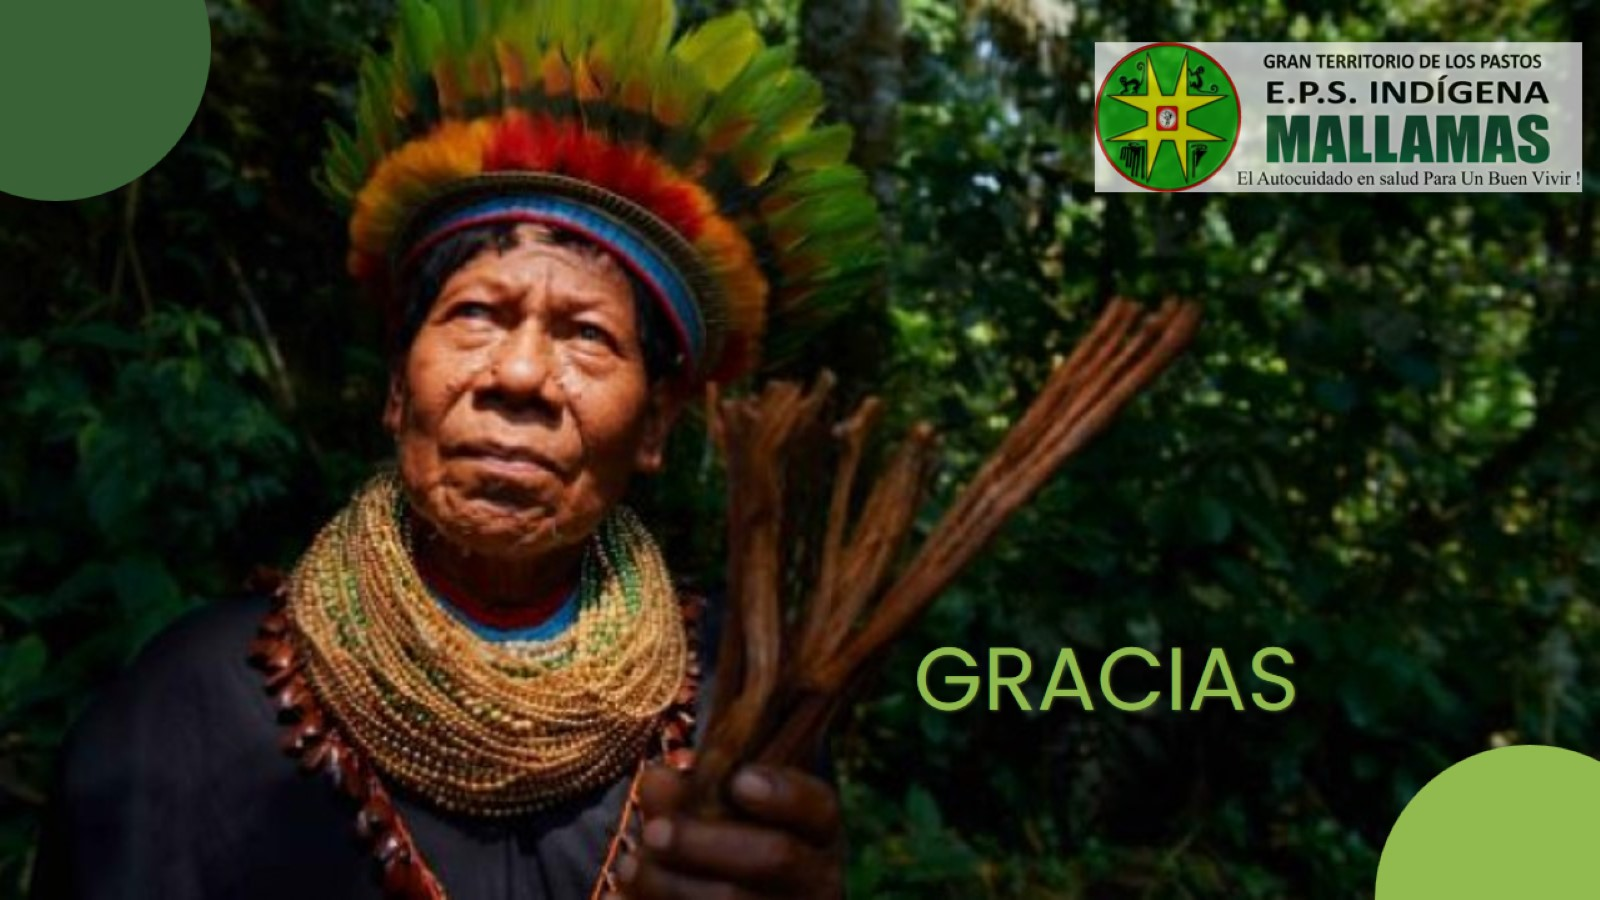 GRAN TERRITORIO DE LOS PASTOS
E.P.S. INDÍGENA
MALLAMAS
El Autocuidado en salud Para Un Buen Vivir !
GRACIAS